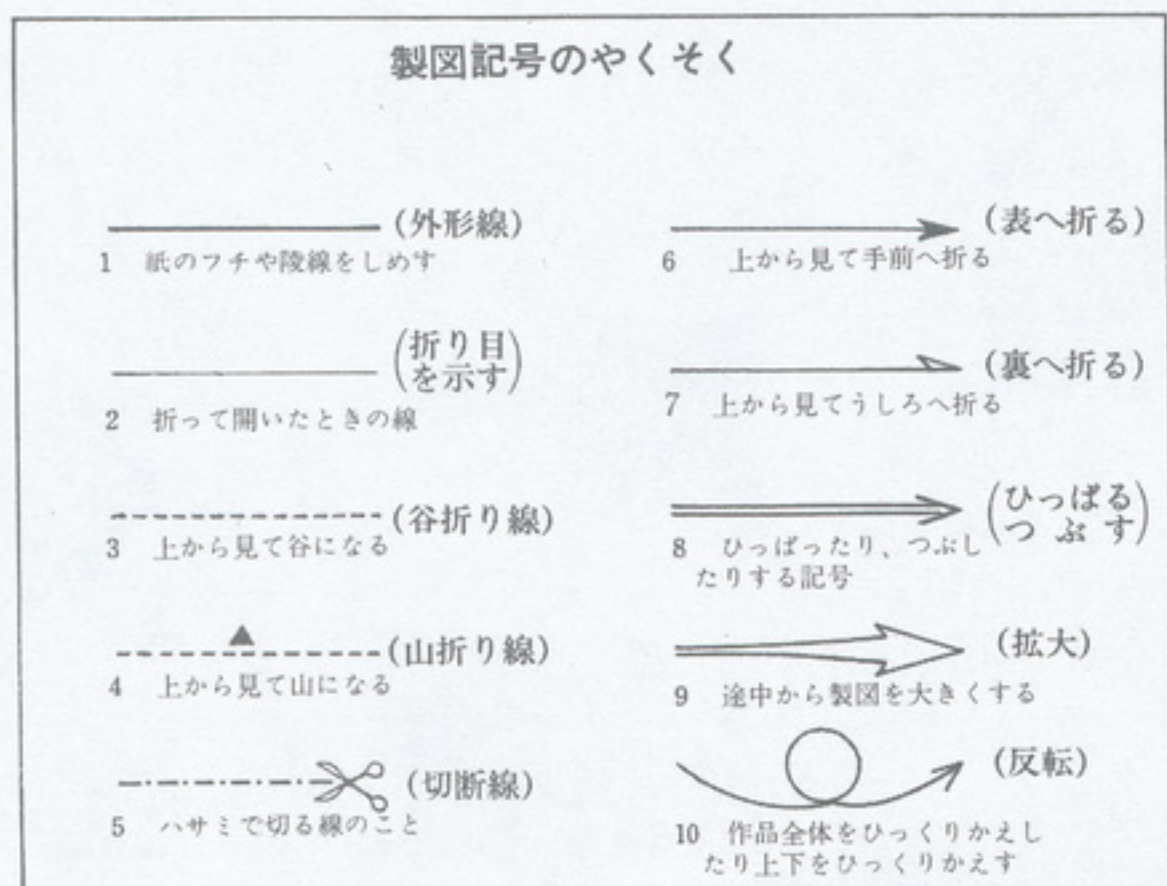 製図記号のやくそく
(外形線)
1 紙のフチや陵線をしめす
(折り目
を示す)
2 折って開いたときの線
(谷折り線)
3 上から見て谷になる
(山折り線)
4 上から見て山になる
(切断線)
5 ハサミで切る線のこと
(表へ折る)
6 上から見て手前へ折る
(裏へ折る)
7 上から見てうしろへ折る
(ひっぱる
つぶす)
8 ひっぱったり、つぶし
たりする記号
(拡大)
9 途中から製図を大きくする
(反転)
10 作品全体をひっくりかえし
たり上下をひっくりかえす